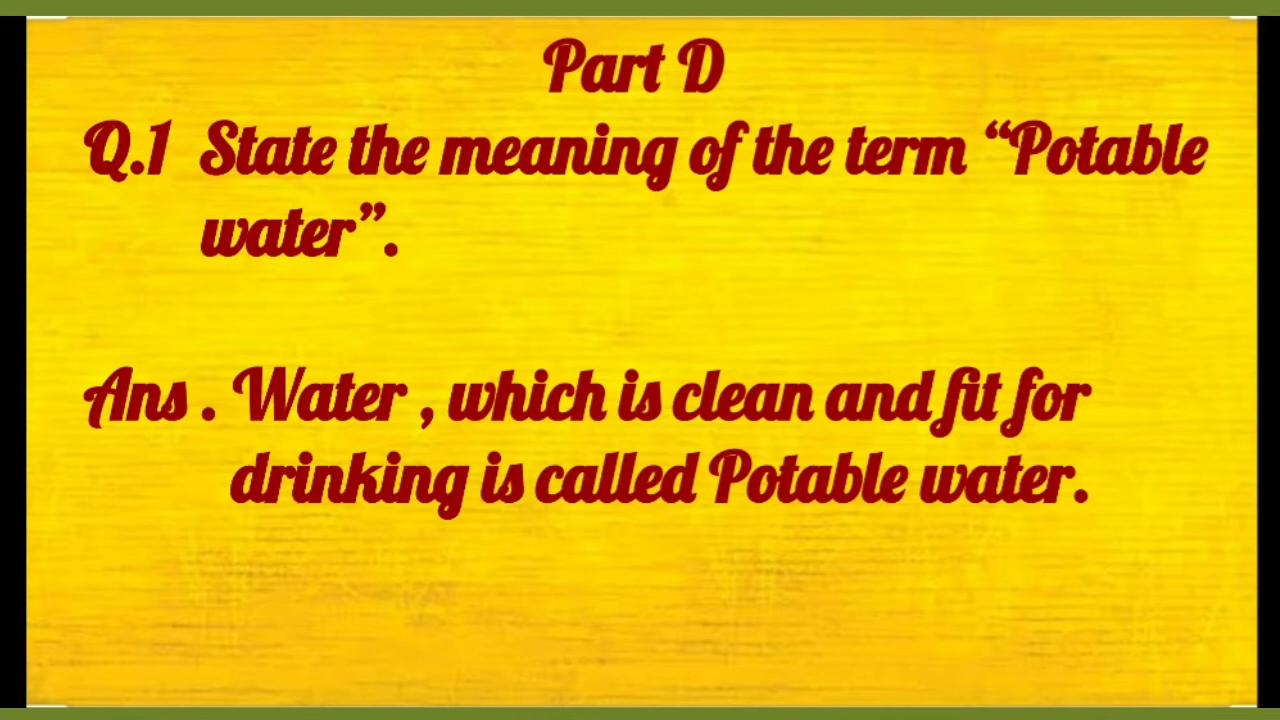 Part D
Q.1 State the meaning of the term “Potable
water”.
Ans . Water , which is clean and fit for
drinking is called Potable water.